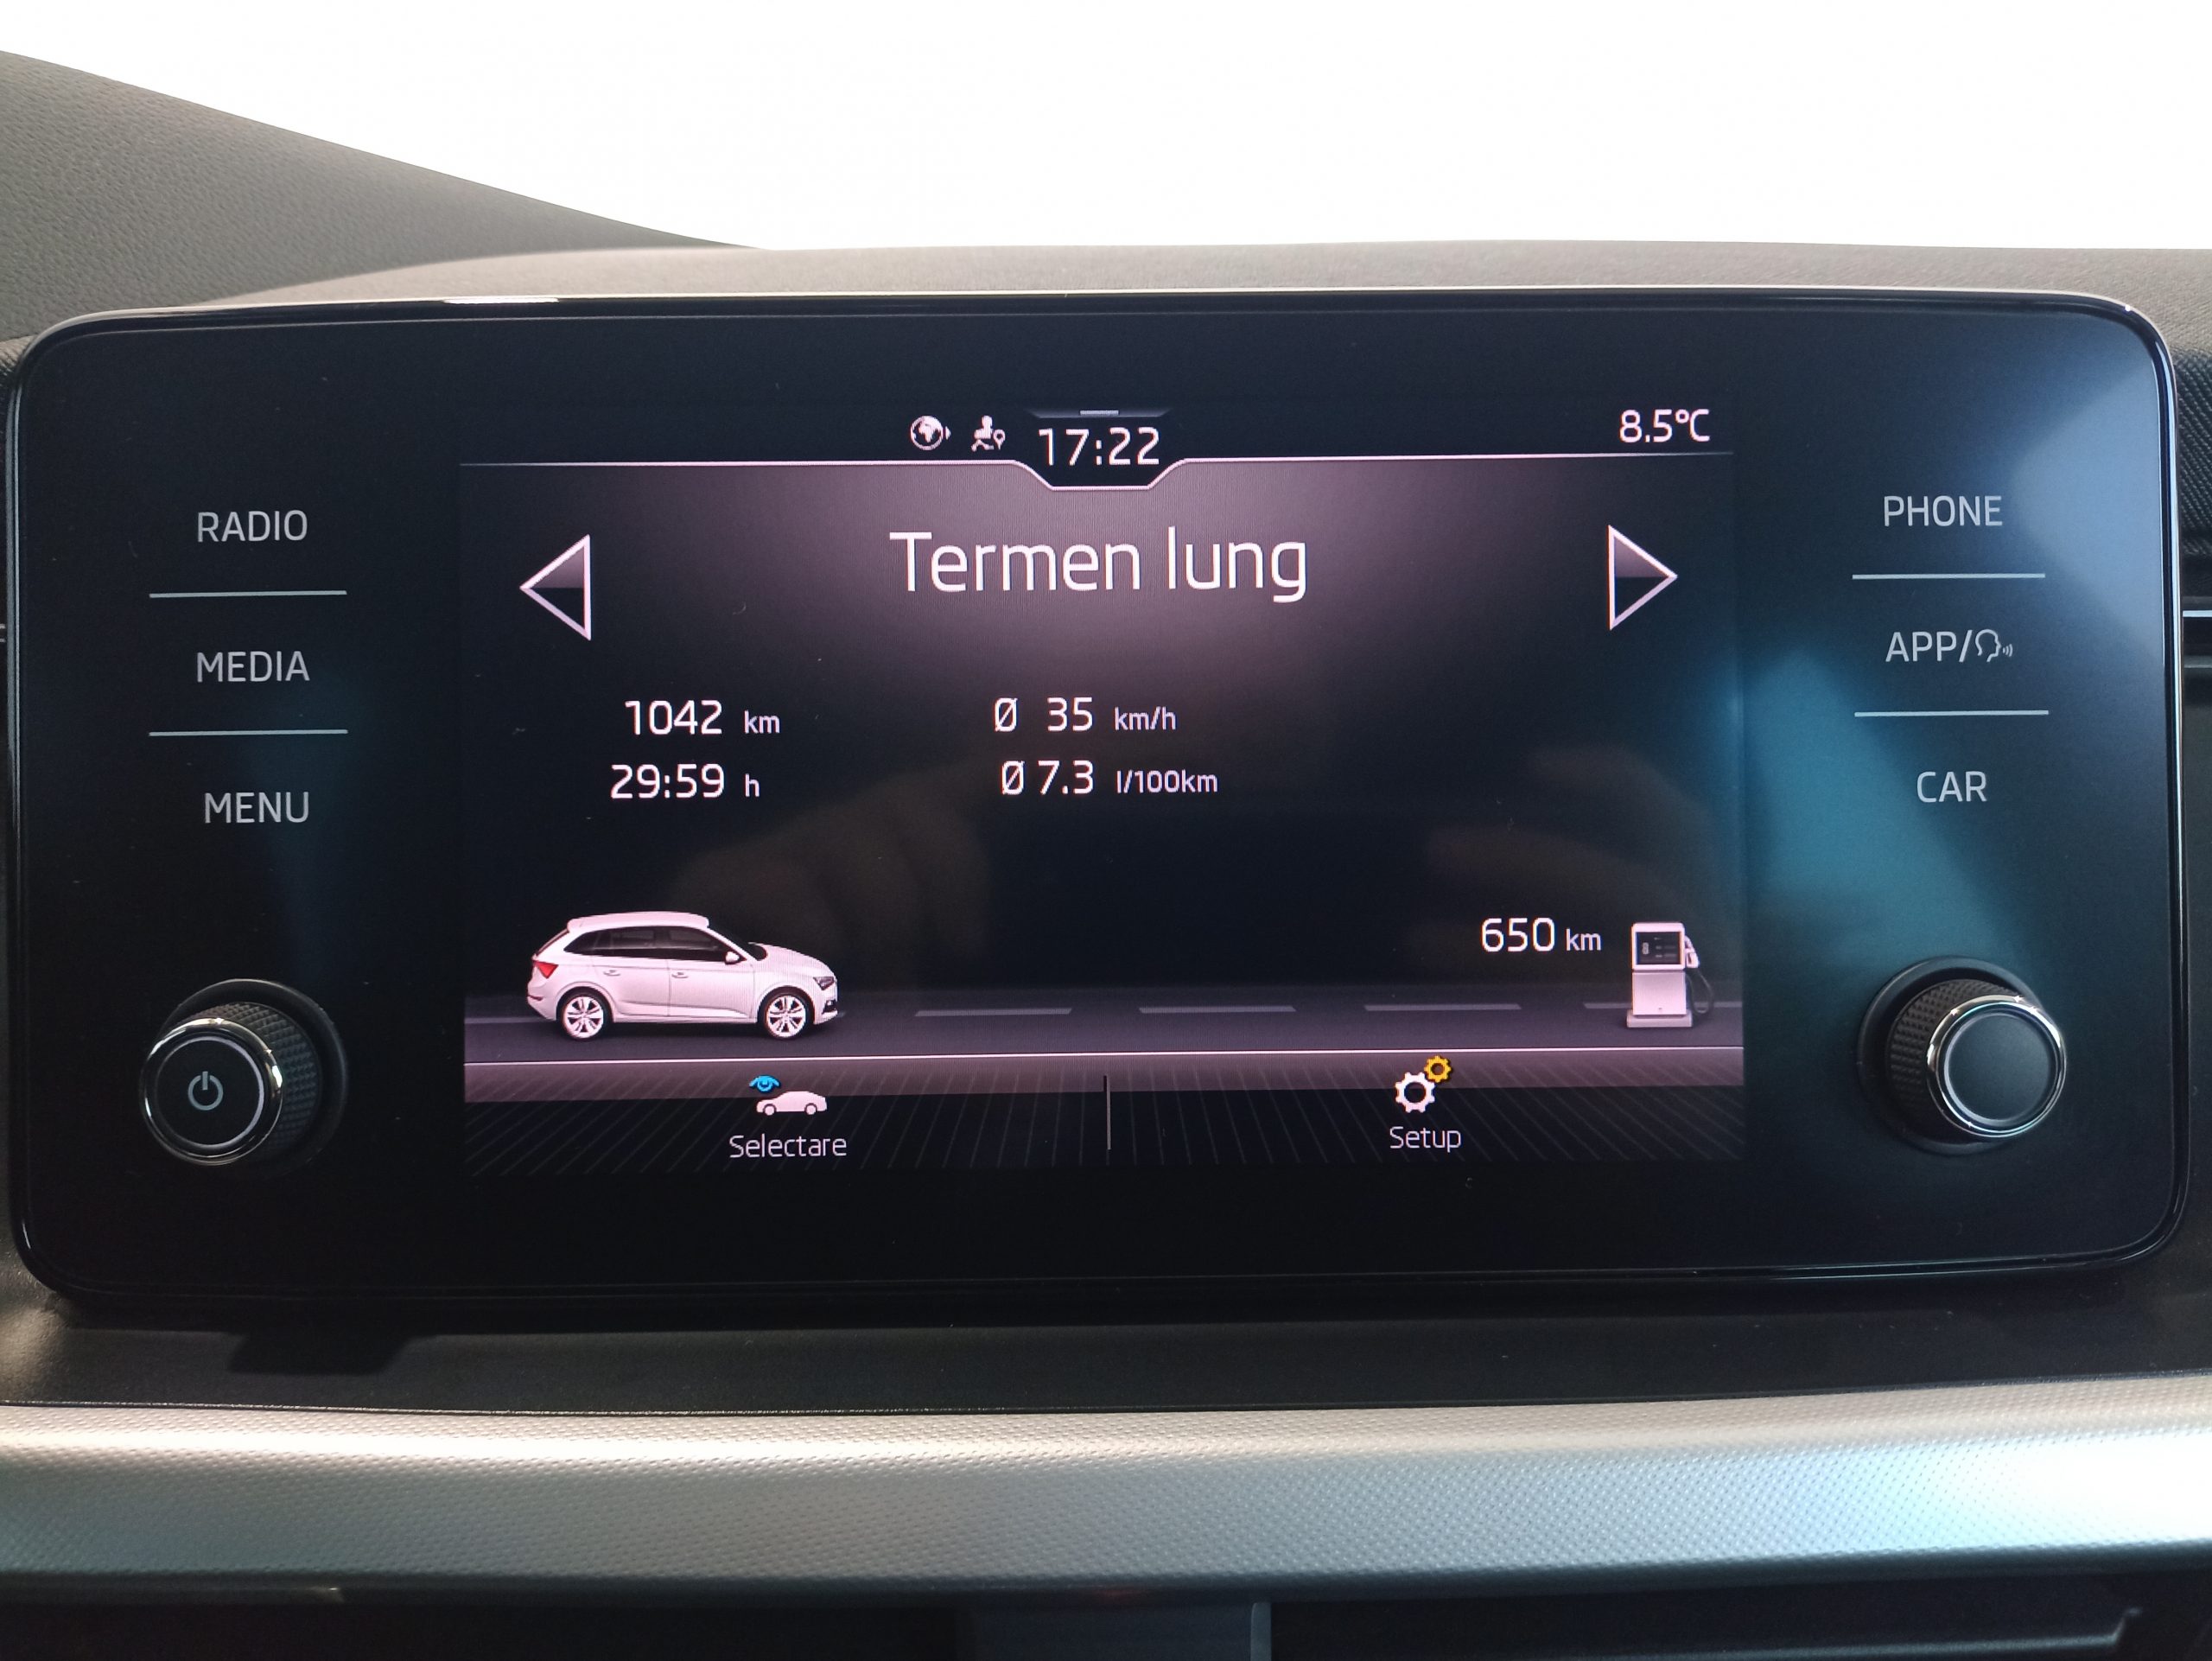 17:22
8.5°C
RADIO
MEDIA
MENU
Termen lung
1042 km
Ø 35 km/h
29:59 h
Ø 7.3 l/100km
650 km
Selectare
Setup
PHONE
APP/
CAR